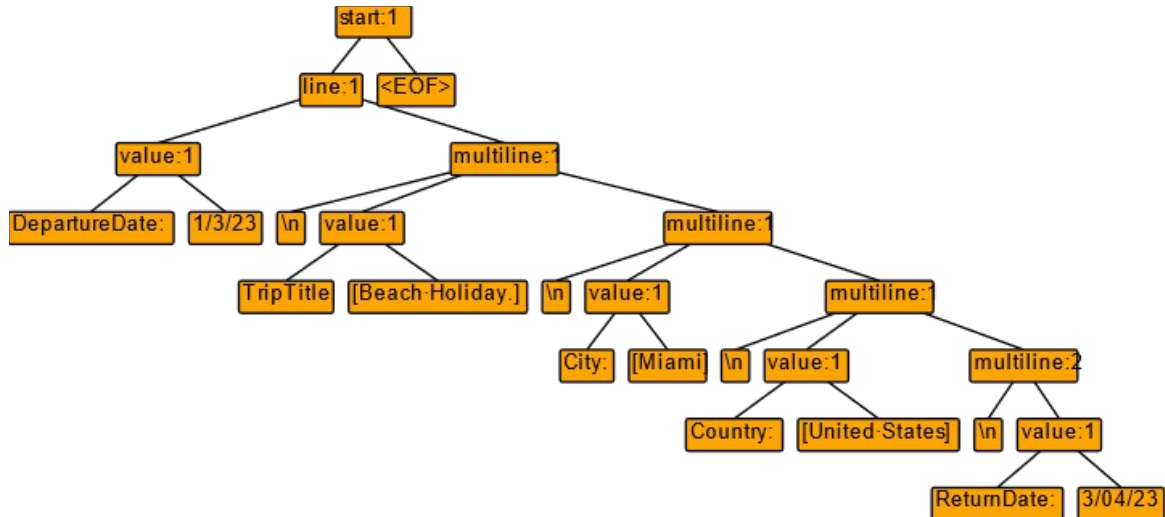 start:1
line:1 <EOF>
value:1 multiline:1
DepartureDate: 1/3/23 \n value:1 multiline:1
TripTitle [Beach·Holiday.] \n value:1 multiline:1
City: [Miami] \n value:1 multiline:2
Country: [United·States] \n value:1
ReturnDate: 3/04/23